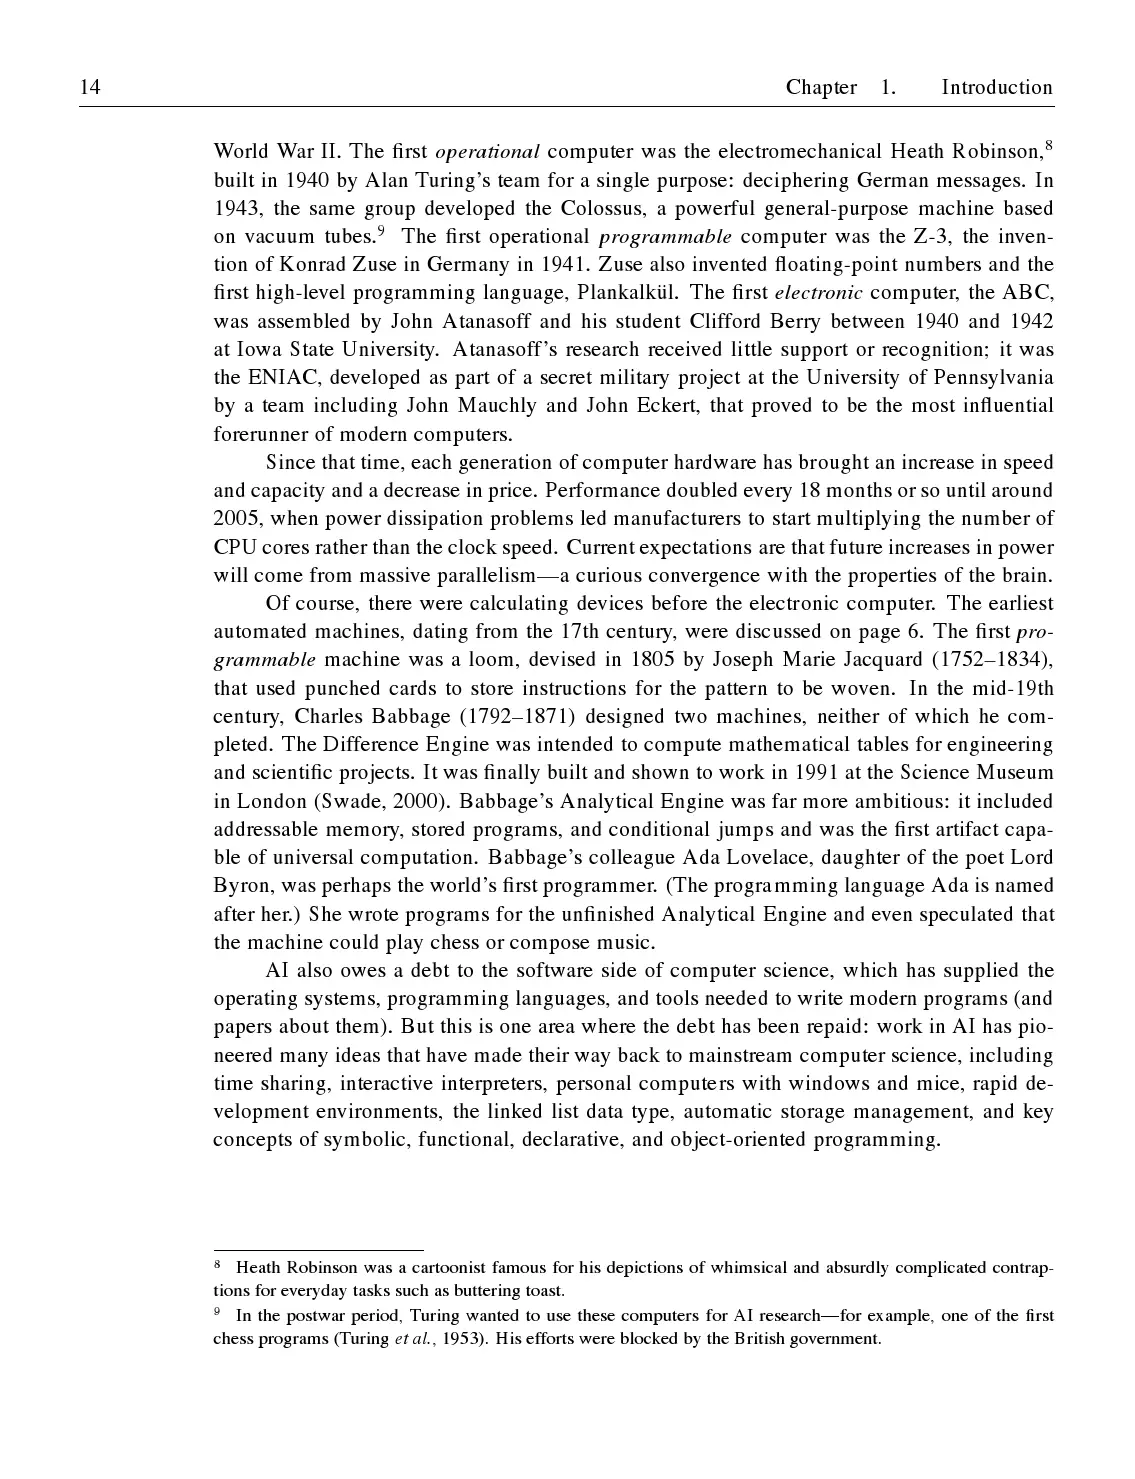 14 Chapter 1. Introduction
World War II. The first operational computer was the electromechanical Heath Robinson,8
built in 1940 by Alan Turing's team for a single purpose: deciphering German messages. In
1943, the same group developed the Colossus, a powerful general-purpose machine based
on vacuum tubes.9 The first operational programmable computer was the Z-3, the inven-
tion of Konrad Zuse in Germany in 1941. Zuse also invented floating-point numbers and the
first high-level programming language, Plankalkül. The first electronic computer, the ABC,
was assembled by John Atanasoff and his student Clifford Berry between 1940 and 1942
at Iowa State University. Atanasoff's research received little support or recognition; it was
the ENIAC, developed as part of a secret military project at the University of Pennsylvania
by a team including John Mauchly and John Eckert, that proved to be the most influential
forerunner of modern computers.
Since that time, each generation of computer hardware has brought an increase in speed
and capacity and a decrease in price. Performance doubled every 18 months or so until around
2005, when power dissipation problems led manufacturers to start multiplying the number of
CPU cores rather than the clock speed. Current expectations are that future increases in power
will come from massive parallelism—a curious convergence with the properties of the brain.
Of course, there were calculating devices before the electronic computer. The earliest
automated machines, dating from the 17th century, were discussed on page 6. The first pro-
grammable machine was a loom, devised in 1805 by Joseph Marie Jacquard (1752–1834),
that used punched cards to store instructions for the pattern to be woven. In the mid-19th
century, Charles Babbage (1792–1871) designed two machines, neither of which he com-
pleted. The Difference Engine was intended to compute mathematical tables for engineering
and scientific projects. It was finally built and shown to work in 1991 at the Science Museum
in London (Swade, 2000). Babbage's Analytical Engine was far more ambitious: it included
addressable memory, stored programs, and conditional jumps and was the first artifact capa-
ble of universal computation. Babbage's colleague Ada Lovelace, daughter of the poet Lord
Byron, was perhaps the world's first programmer. (The programming language Ada is named
after her.) She wrote programs for the unfinished Analytical Engine and even speculated that
the machine could play chess or compose music.
AI also owes a debt to the software side of computer science, which has supplied the
operating systems, programming languages, and tools needed to write modern programs (and
papers about them). But this is one area where the debt has been repaid: work in AI has pio-
neered many ideas that have made their way back to mainstream computer science, including
time sharing, interactive interpreters, personal computers with windows and mice, rapid de-
velopment environments, the linked list data type, automatic storage management, and key
concepts of symbolic, functional, declarative, and object-oriented programming.
8 Heath Robinson was a cartoonist famous for his depictions of whimsical and absurdly complicated contrap-
tions for everyday tasks such as buttering toast.
9 In the postwar period, Turing wanted to use these computers for AI research—for example, one of the first
chess programs (Turing et al., 1953). His efforts were blocked by the British government.